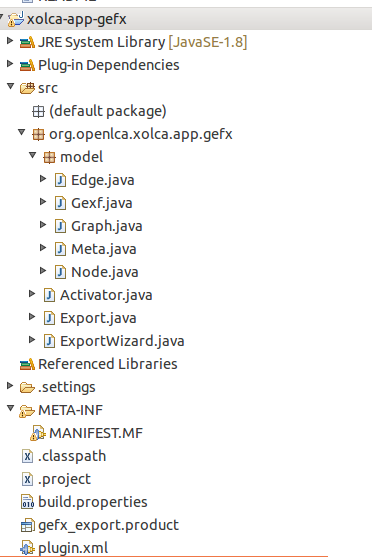 xolca-app-gefx
JRE System Library [JavaSE-1.8]
Plug-in Dependencies
src
(default package)
org.openlca.xolca.app.gefx
model
Edge.java
Gexf.java
Graph.java
Meta.java
Node.java
Activator.java
Export.java
ExportWizard.java
Referenced Libraries
.settings
META-INF
MANIFEST.MF
.classpath
.project
build.properties
gefx_export.product
plugin.xml